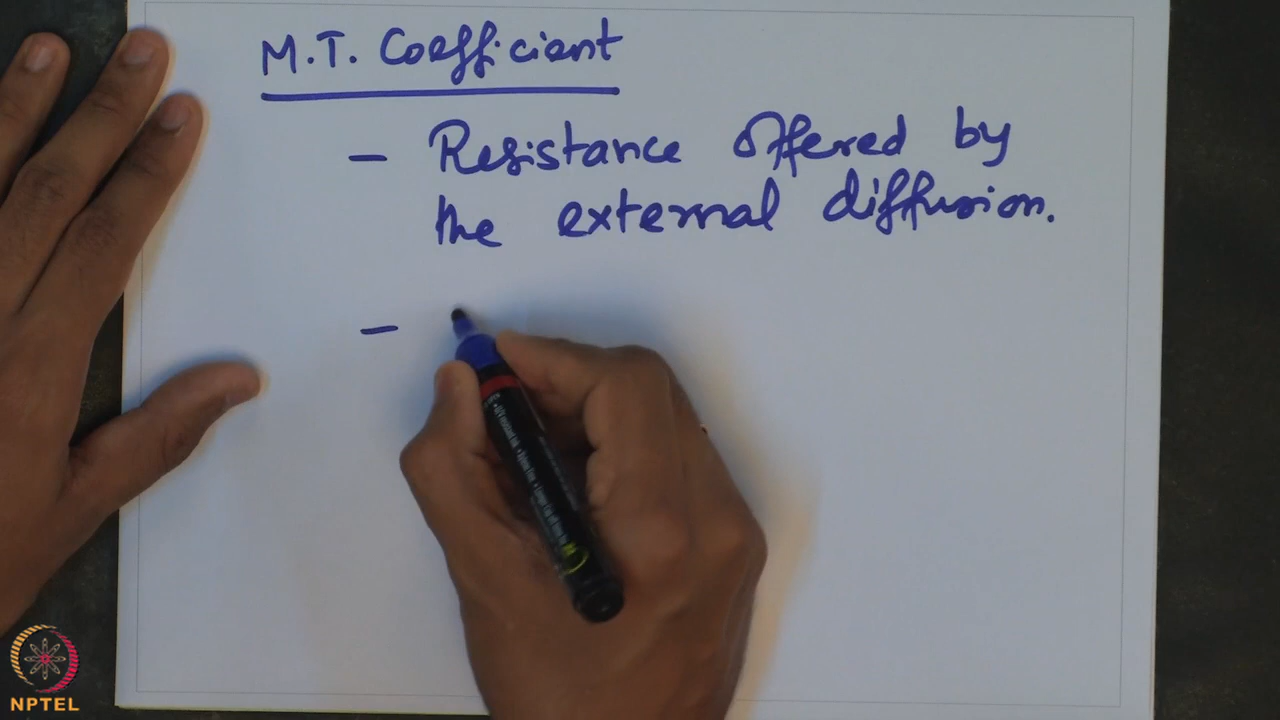 M.T. Coefficient
- Resistance offered by
the external diffusion.
-
NPTEL